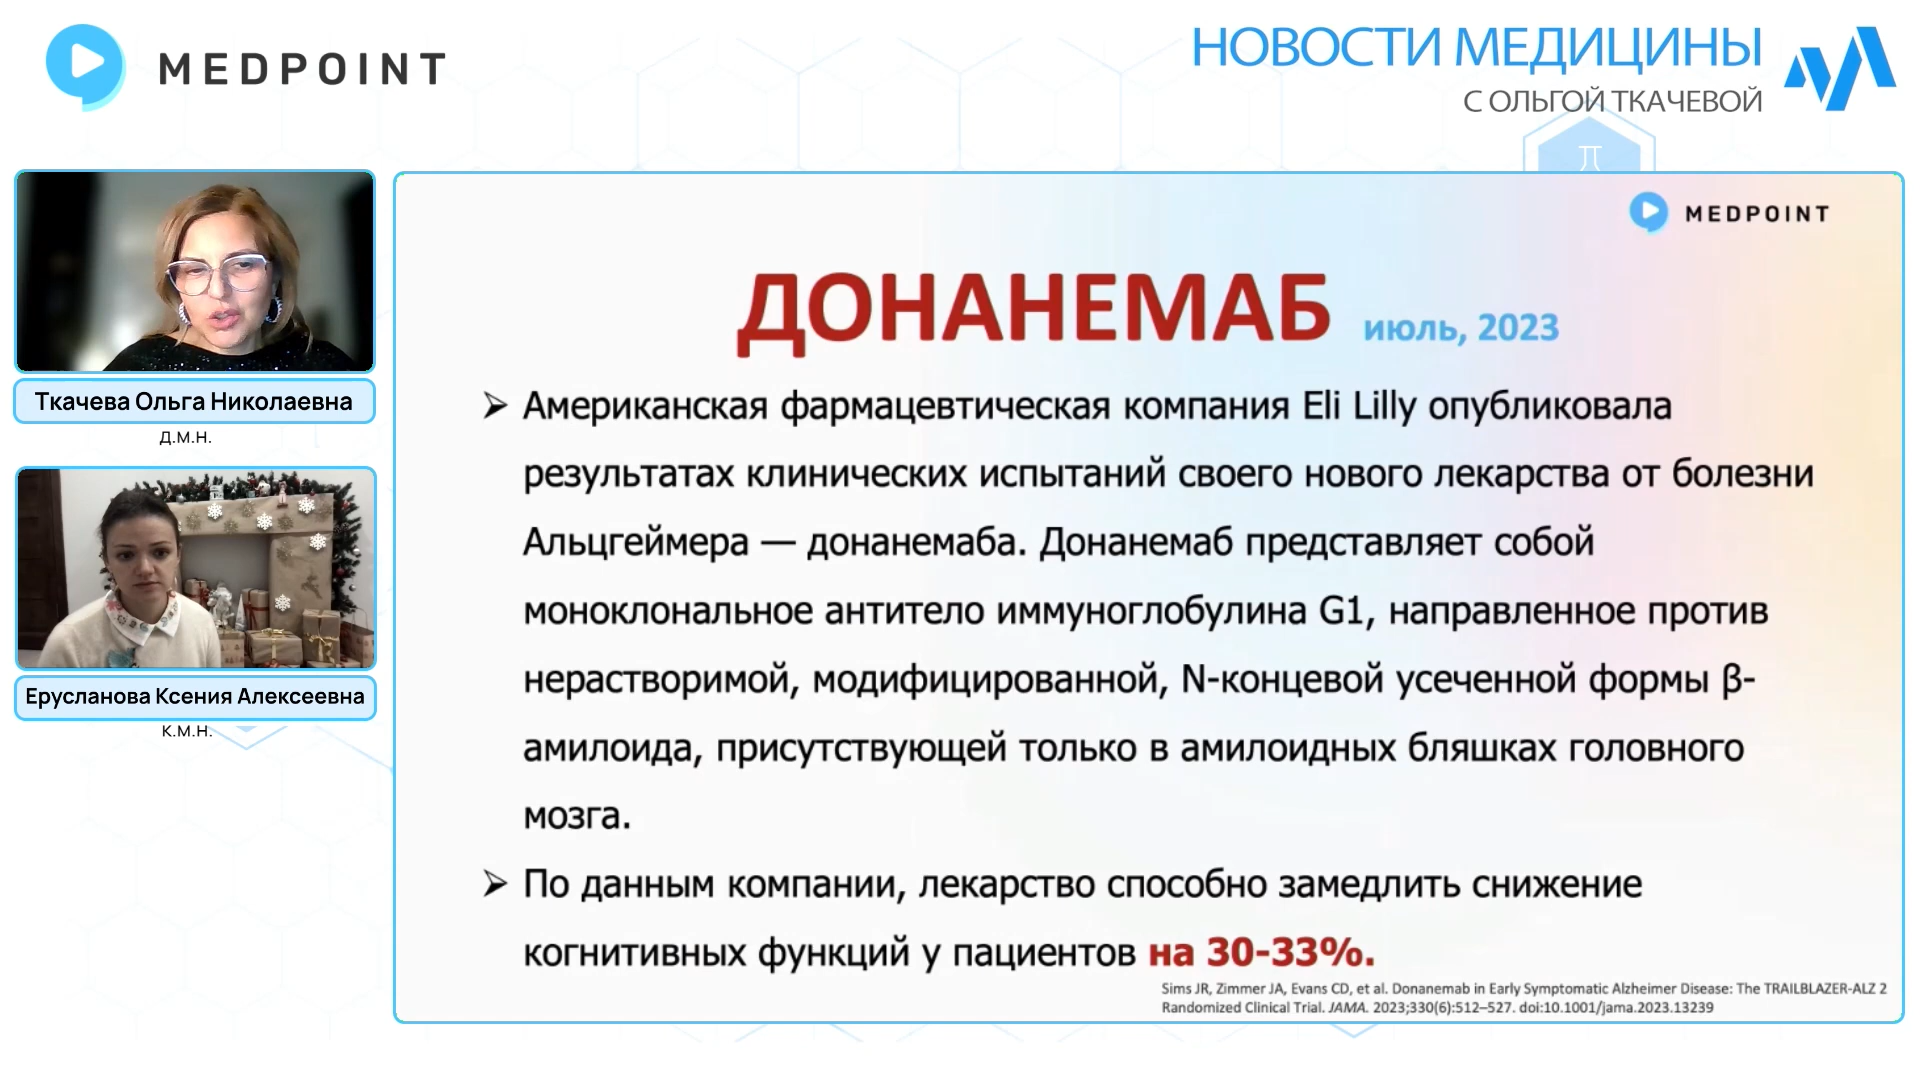 MEDPOINT
НОВОСТИ МЕДИЦИНЫ
С ОЛЬГОЙ ТКАЧЕВОЙ
Ткачева Ольга Николаевна
Д.М.Н.
Ерусланова Ксения Алексеевна
К.М.Н.
MEDPOINT
ДОНАНЕМАБ июль, 2023
➢ Американская фармацевтическая компания Eli Lilly опубликовала
результатах клинических испытаний своего нового лекарства от болезни
Альцгеймера — донанемаба. Донанемаб представляет собой
моноклональное антитело иммуноглобулина G1, направленное против
нерастворимой, модифицированной, N-концевой усеченной формы β-
амилоида, присутствующей только в амилоидных бляшках головного
мозга.
➢ По данным компании, лекарство способно замедлить снижение
когнитивных функций у пациентов на 30-33%.
Sims JR, Zimmer JA, Evans CD, et al. Donanemab in Early Symptomatic Alzheimer Disease: The TRAILBLAZER-ALZ 2
Randomized Clinical Trial. JAMA. 2023;330(6):512–527. doi:10.1001/jama.2023.13239